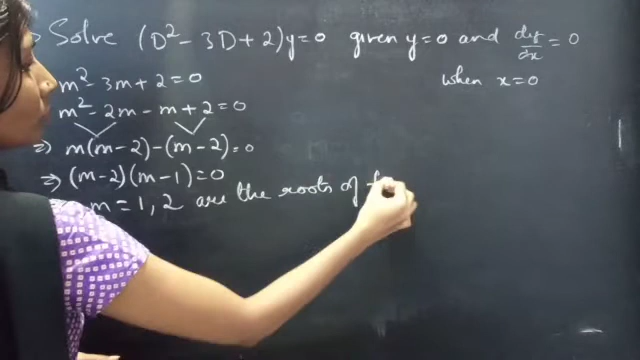 Solve (D² - 3D + 2)y = 0 given y = 0 and dy/dx = 0
when x = 0
m² - 3m + 2 = 0
m² - 2m - m + 2 = 0
⇒ m(m - 2) - (m - 2) = 0
⇒ (m - 2)(m - 1) = 0
m = 1, 2 are the roots of